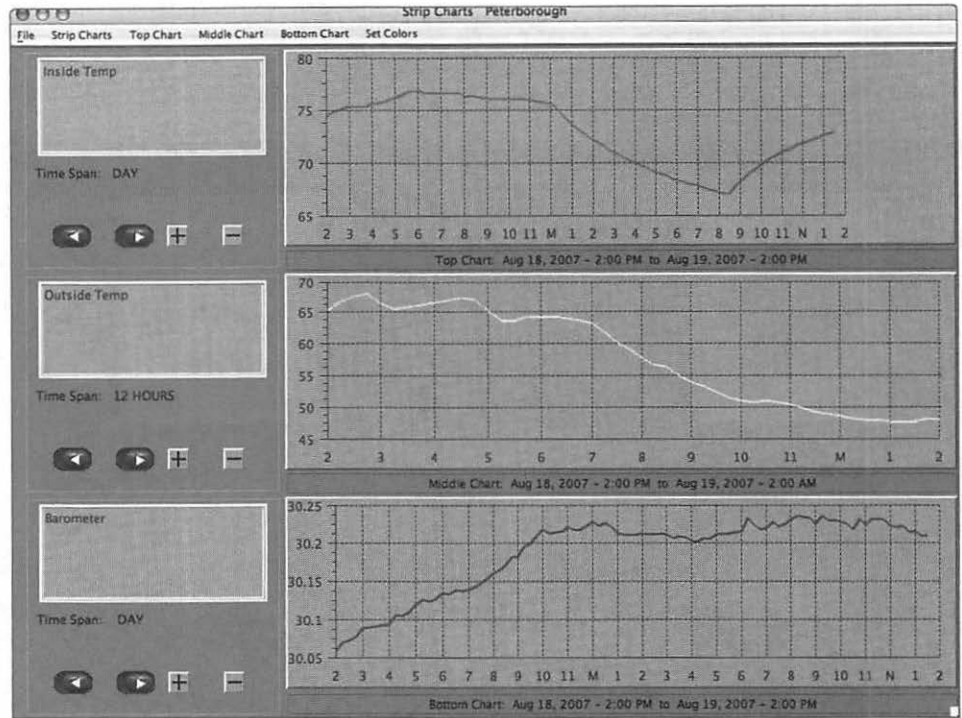 Strip Charts Peterborough
File Strip Charts Top Chart Middle Chart Bottom Chart Set Colors
Inside Temp
Time Span: DAY
80
75
70
65
2 3 4 5 6 7 8 9 10 11 M 1 2 3 4 5 6 7 8 9 10 11 N 1 2
Top Chart: Aug 18, 2007 - 2:00 PM to Aug 19, 2007 - 2:00 PM
Outside Temp
Time Span: 12 HOURS
70
65
60
55
50
45
2 3 4 5 6 7 8 9 10 11 M 1 2
Middle Chart: Aug 18, 2007 - 2:00 PM to Aug 19, 2007 - 2:00 AM
Barometer
Time Span: DAY
30.25
30.2
30.15
30.1
30.05
2 3 4 5 6 7 8 9 10 11 M 1 2 3 4 5 6 7 8 9 10 11 N 1 2
Bottom Chart: Aug 18, 2007 - 2:00 PM to Aug 19, 2007 - 2:00 PM